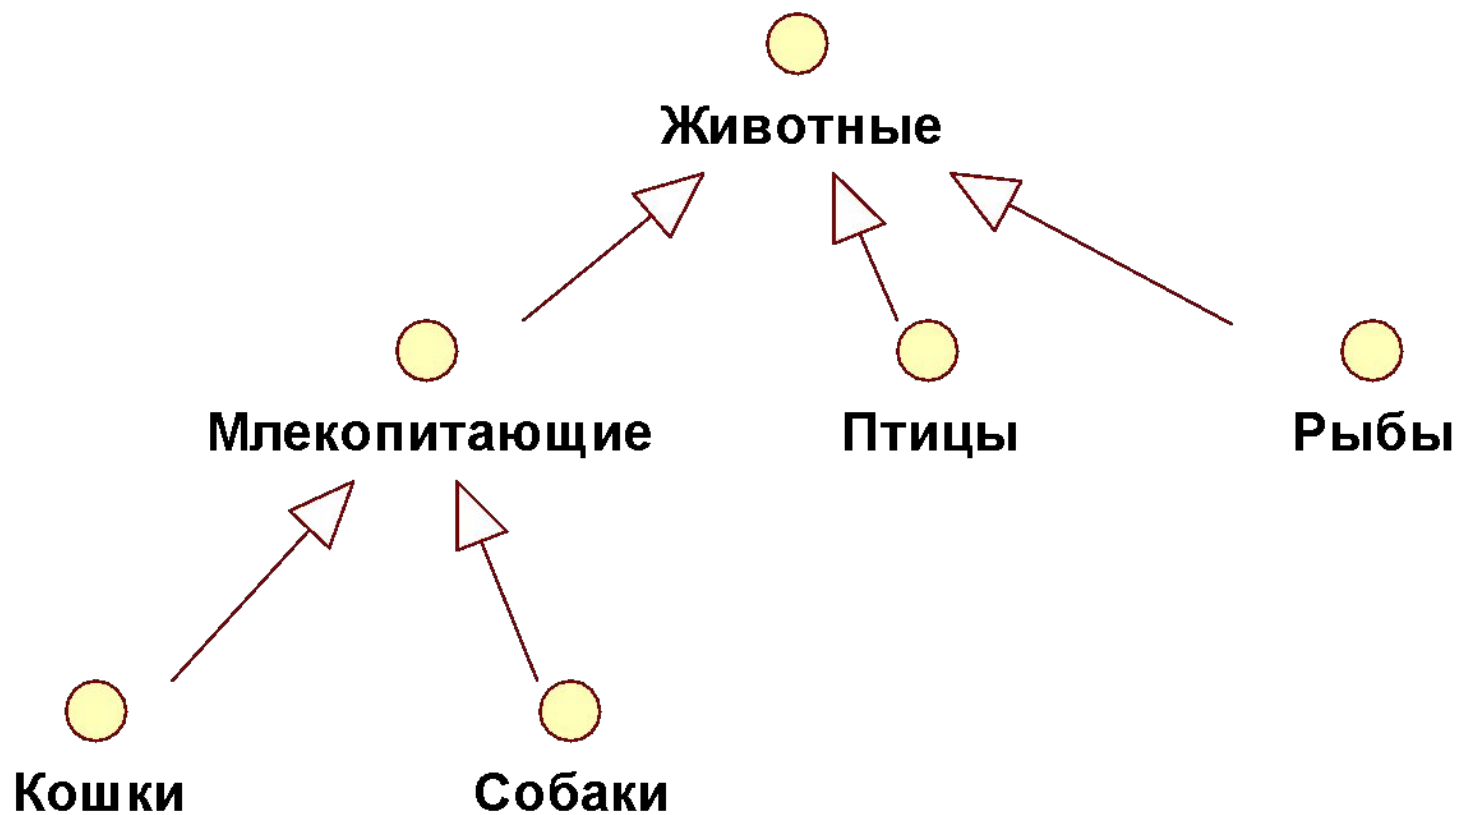 Животные
Млекопитающие
Птицы
Рыбы
Кошки
Собаки